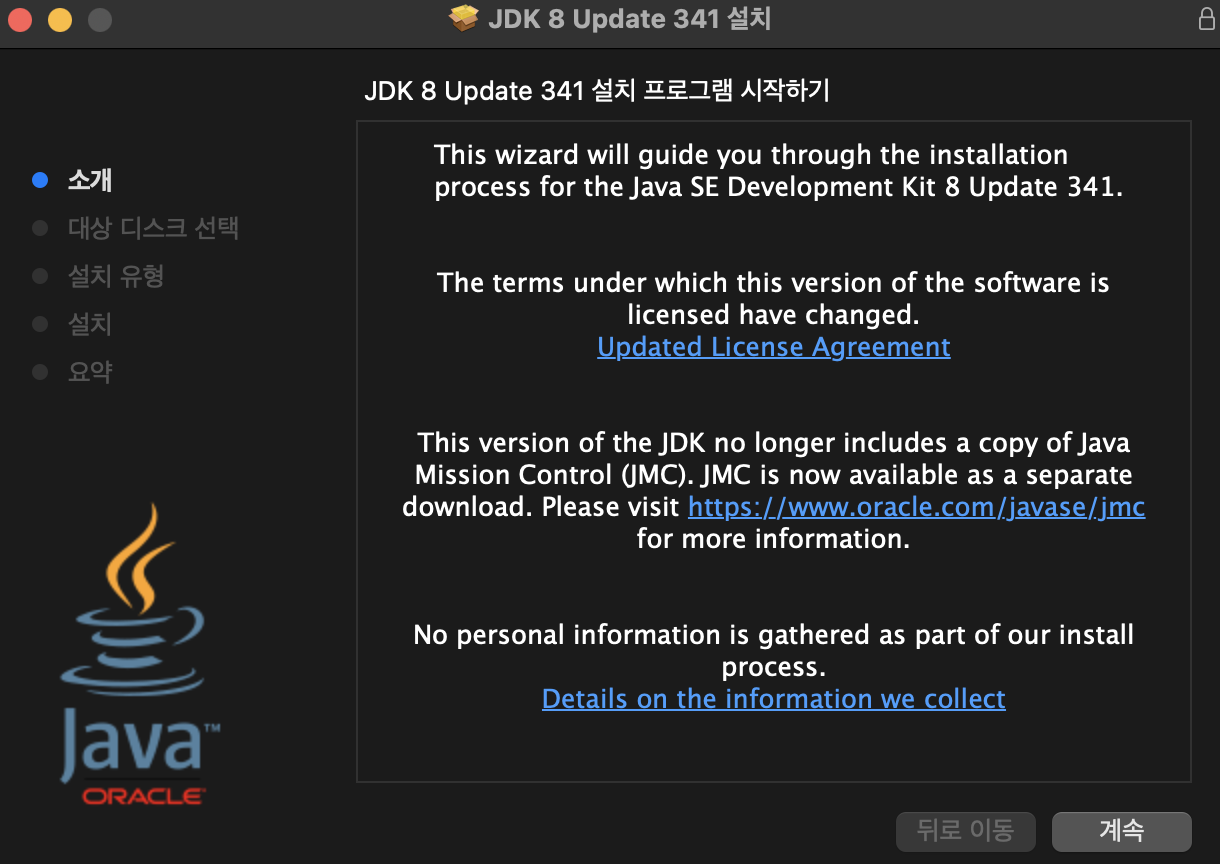 JDK 8 Update 341 설치
JDK 8 Update 341 설치 프로그램 시작하기
소개
대상 디스크 선택
설치 유형
설치
요약
This wizard will guide you through the installation
process for the Java SE Development Kit 8 Update 341.
The terms under which this version of the software is
licensed have changed.
Updated License Agreement
This version of the JDK no longer includes a copy of Java
Mission Control (JMC). JMC is now available as a separate
download. Please visit https://www.oracle.com/javase/jmc
for more information.
No personal information is gathered as part of our install
process.
Details on the information we collect
Java™
ORACLE
뒤로 이동
계속